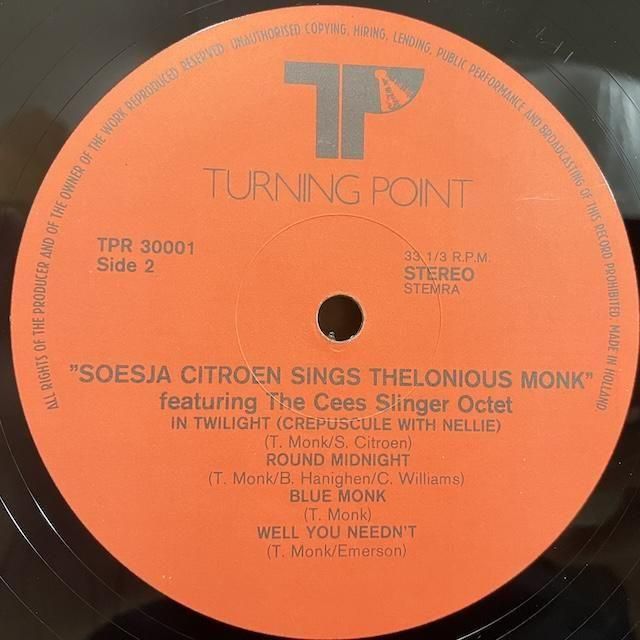 ALL RIGHTS OF THE PRODUCER AND OF THE OWNER OF THE WORK REPRODUCED RESERVED. UNAUTHORISED COPYING, HIRING, LENDING, PUBLIC PERFORMANCE AND BROADCASTING OF THIS RECORD PROHIBITED. MADE IN HOLLAND
TP
TURNING POINT
TPR 30001
Side 2
33 1/3 R.P.M.
STEREO
STEMRA
"SOESJA CITROEN SINGS THELONIOUS MONK"
featuring The Cees Slinger Octet
IN TWILIGHT (CREPUSCULE WITH NELLIE)
(T. Monk/S. Citroen)
ROUND MIDNIGHT
(T. Monk/B. Hanighen/C. Williams)
BLUE MONK
(T. Monk)
WELL YOU NEEDN'T
(T. Monk/Emerson)